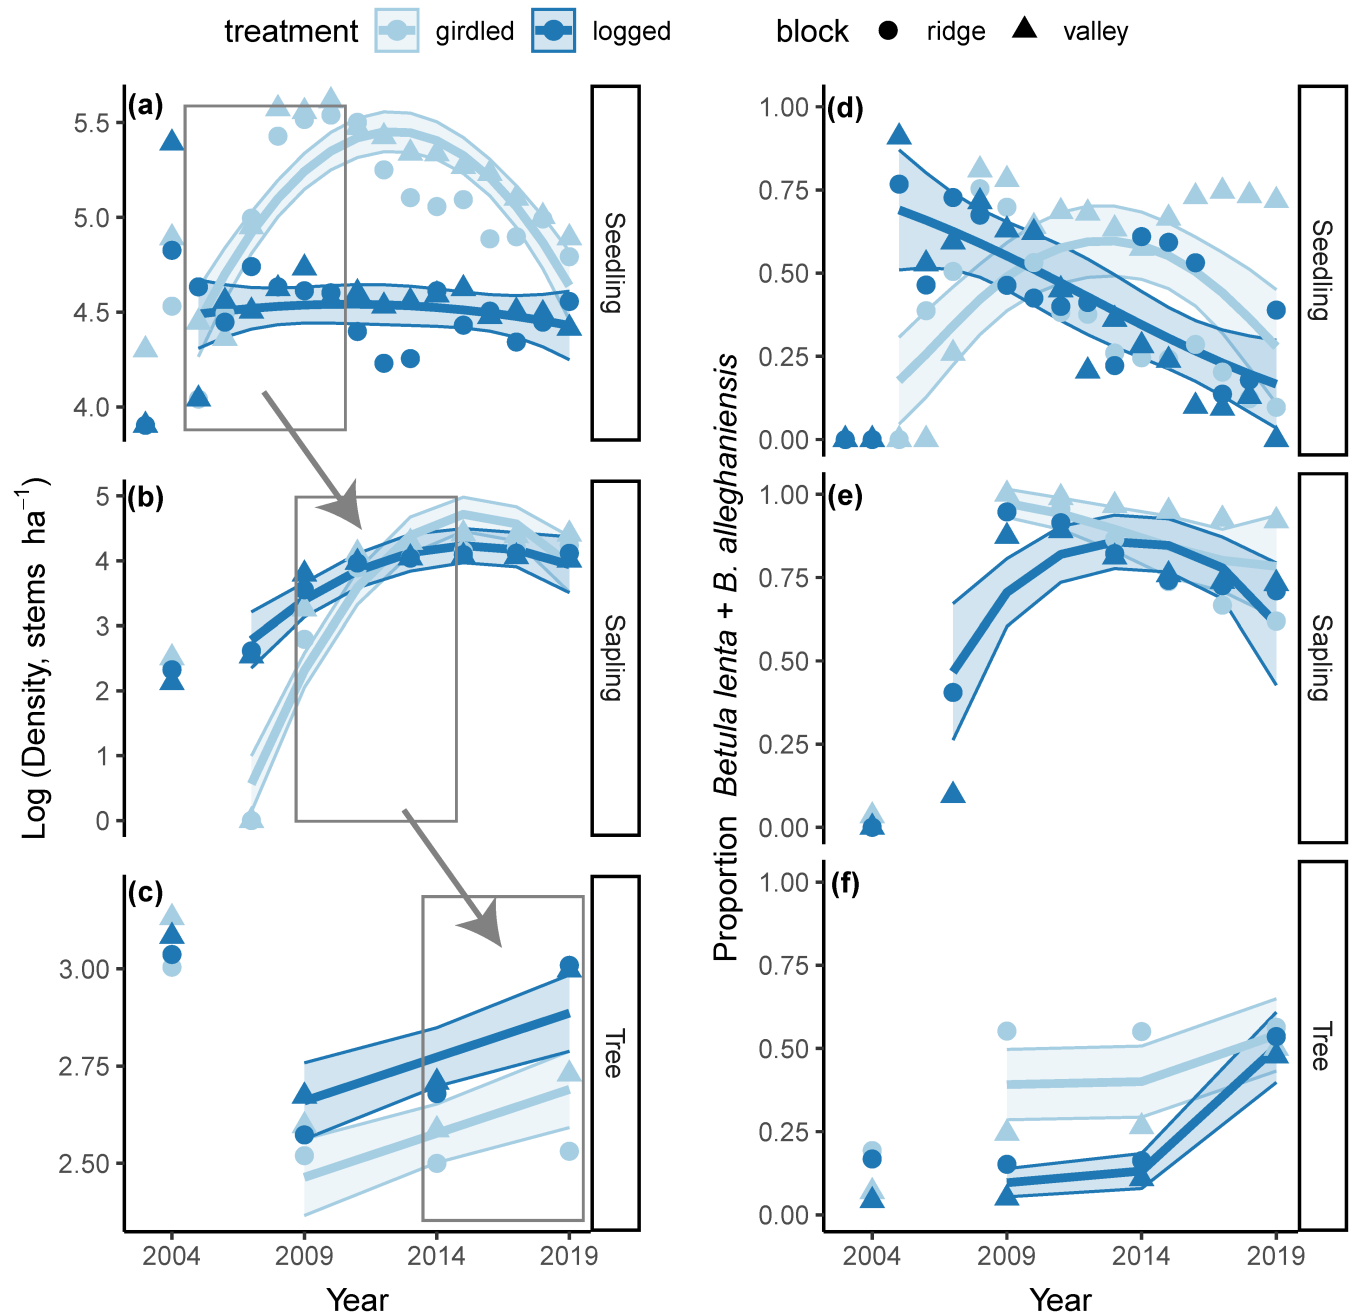 treatment girdled logged block ridge valley
(a)
5.5
5.0
4.5
4.0
Seedling
(b)
5
4
3
2
1
0
Sapling
(c)
3.00
2.75
2.50
Tree
2004 2009 2014 2019
Year
Log (Density, stems ha⁻¹)
(d)
1.00
0.75
0.50
0.25
0.00
Seedling
(e)
1.00
0.75
0.50
0.25
0.00
Sapling
(f)
1.00
0.75
0.50
0.25
0.00
Tree
2004 2009 2014 2019
Year
Proportion Betula lenta + B. alleghaniensis